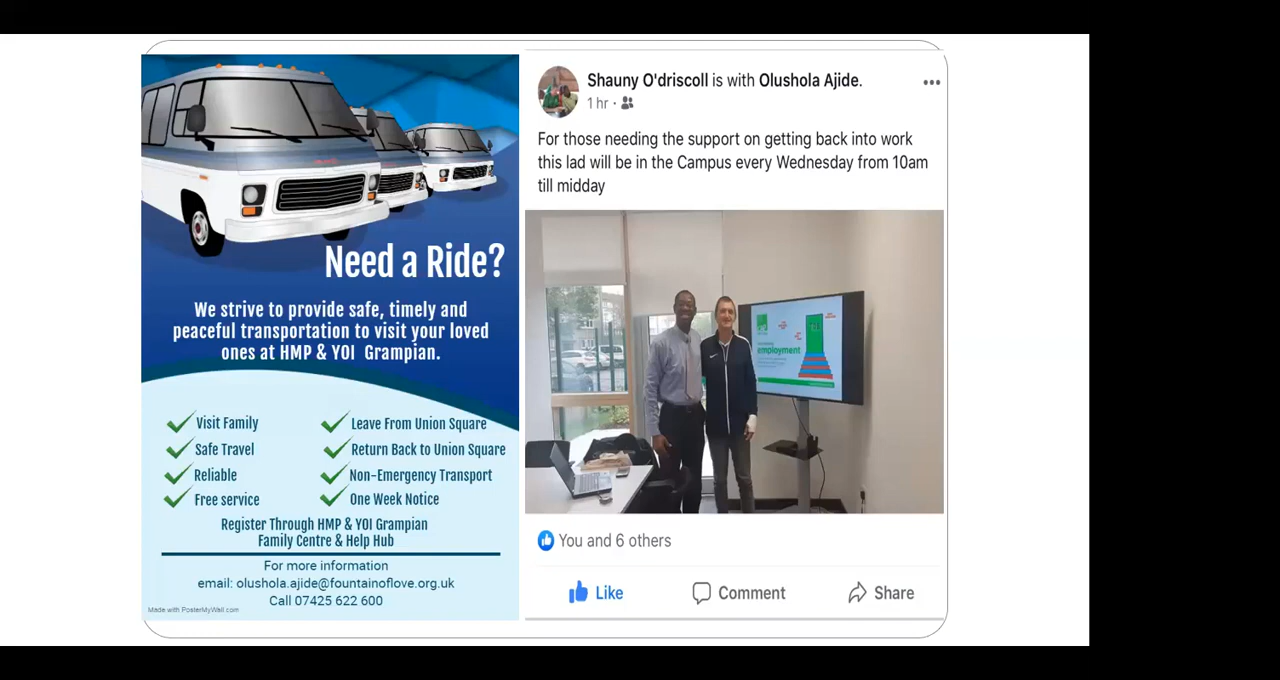 Need a Ride?
We strive to provide safe, timely and
peaceful transportation to visit your loved
ones at HMP & YOI Grampian.
Visit Family
Safe Travel
Reliable
Free service
Leave From Union Square
Return Back to Union Square
Non-Emergency Transport
One Week Notice
Register Through HMP & YOI Grampian
Family Centre & Help Hub
For more information
email: olushola.ajide@fountainoflove.org.uk
Call 07425 622 600
Made with PosterMyWall.com
Shauny O'driscoll is with Olushola Ajide.
1 hr
For those needing the support on getting back into work
this lad will be in the Campus every Wednesday from 10am
till midday
employment
You and 6 others
Like
Comment
Share